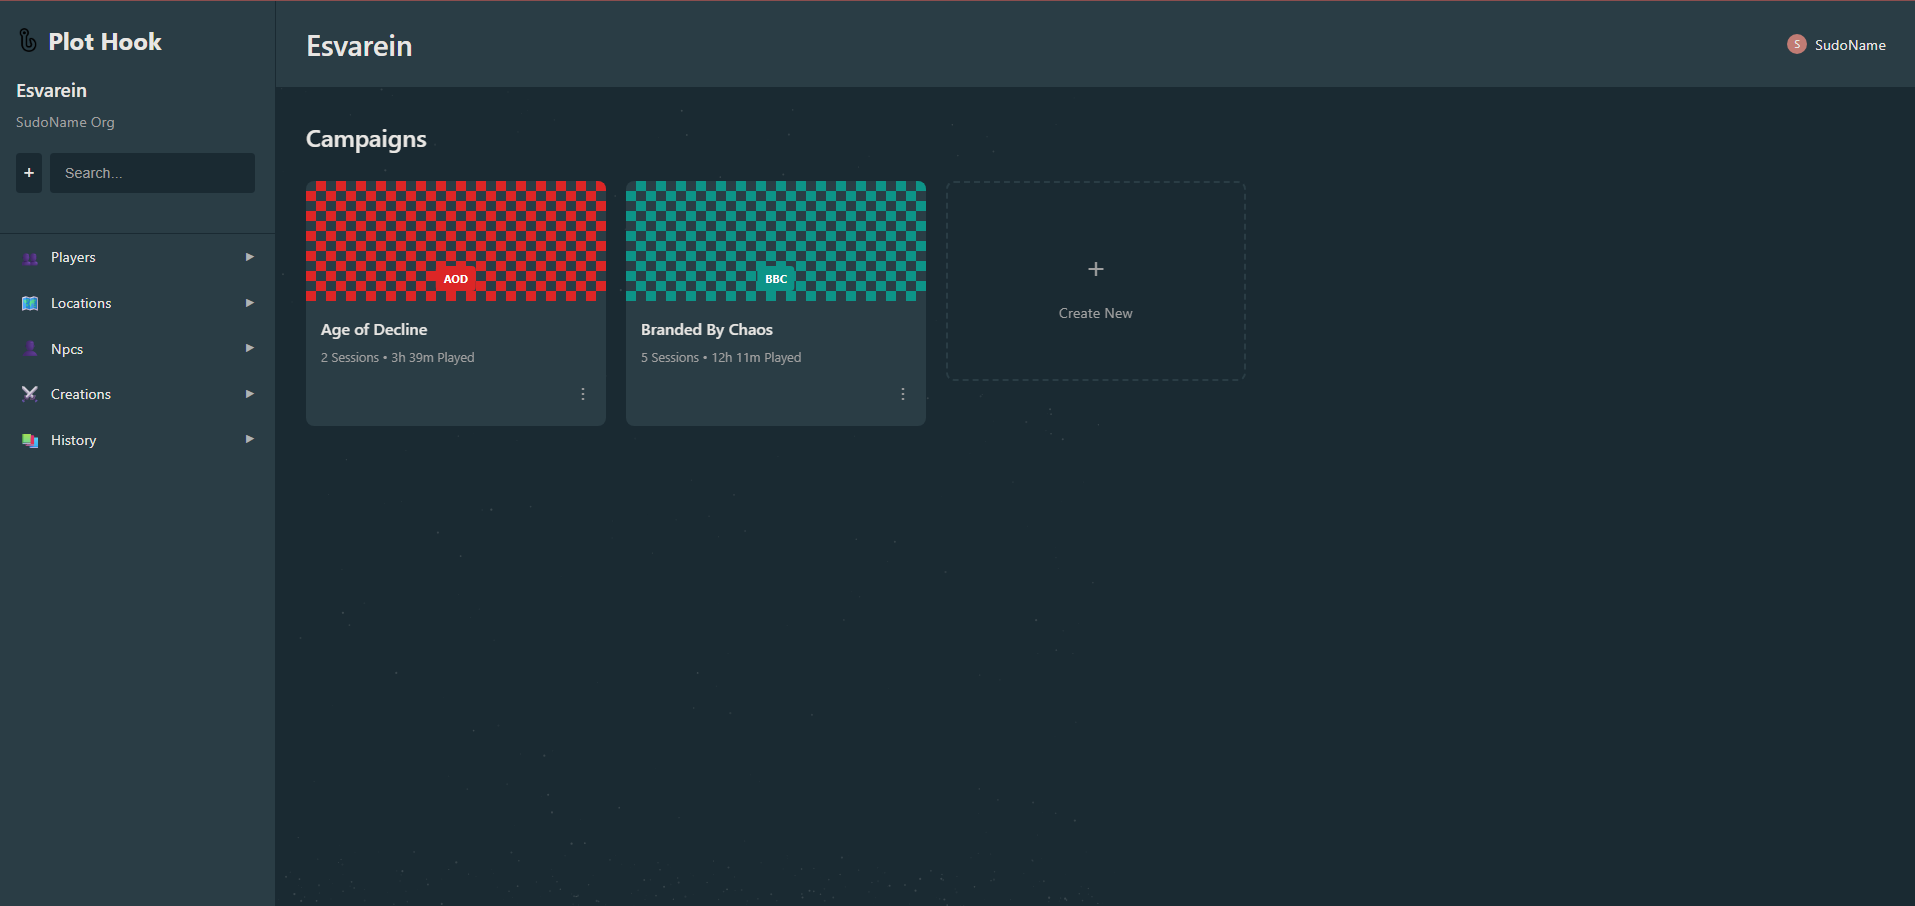 Plot Hook
Esvarein
SudoName Org
+
Search...
Players
Locations
Npcs
Creations
History
Esvarein
S
SudoName
Campaigns
AOD
Age of Decline
2 Sessions • 3h 39m Played
BBC
Branded By Chaos
5 Sessions • 12h 11m Played
+
Create New